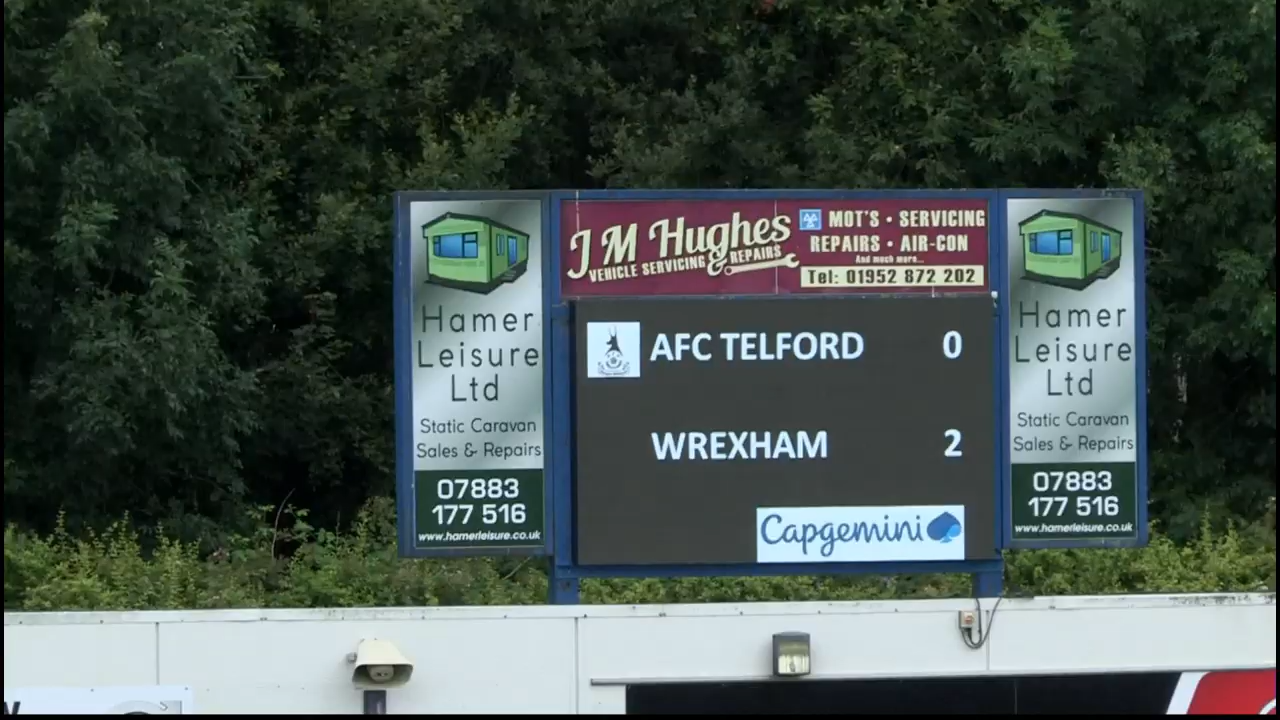 Hamer
Leisure
Ltd
Static Caravan
Sales & Repairs
07883
177 516
www.hamerleisure.co.uk
J M Hughes
VEHICLE SERVICING & REPAIRS
MOT'S • SERVICING
REPAIRS • AIR-CON
And much more...
Tel: 01952 872 202
AFC TELFORD 0
WREXHAM 2
Capgemini
Hamer
Leisure
Ltd
Static Caravan
Sales & Repairs
07883
177 516
www.hamerleisure.co.uk